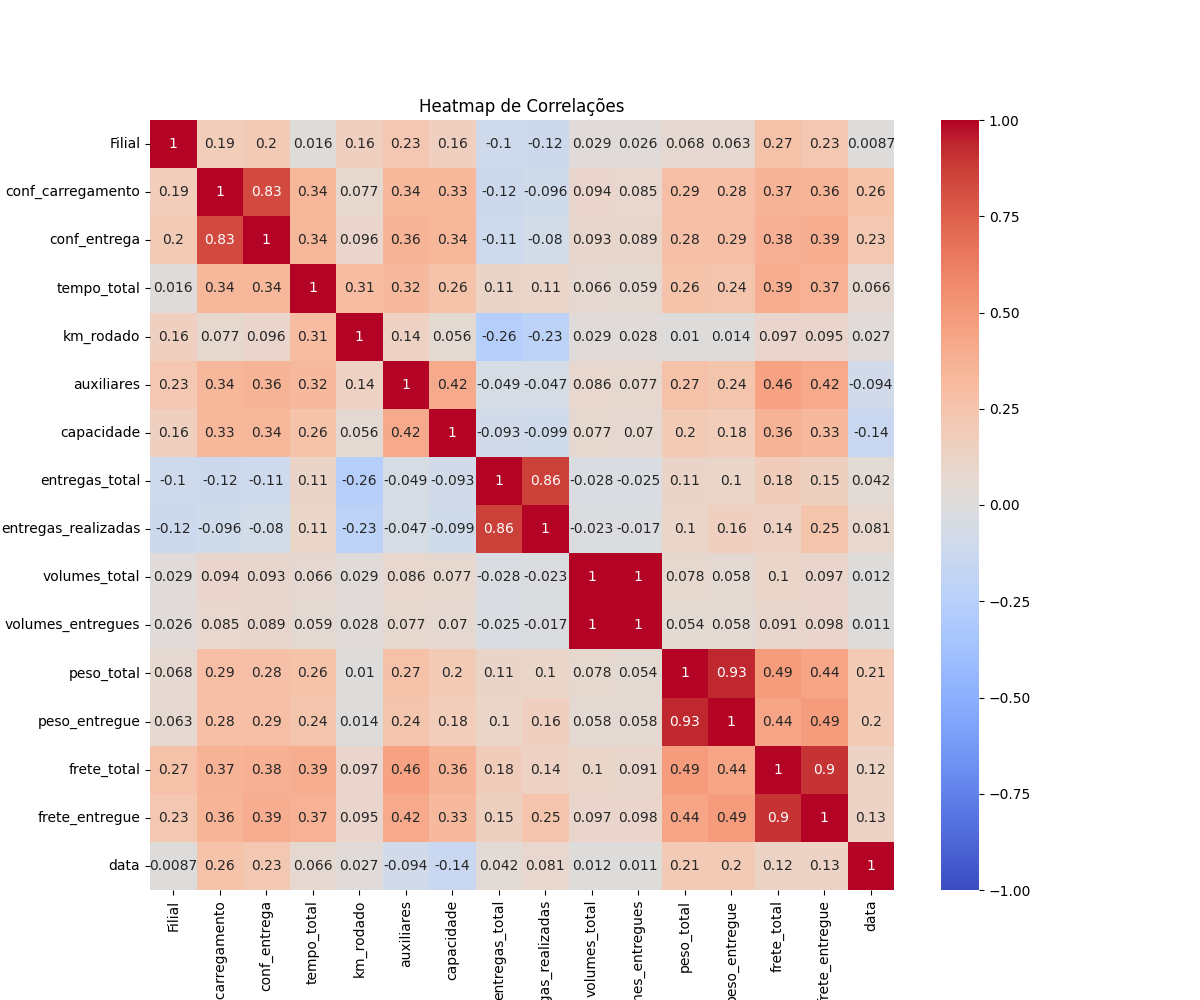 Heatmap de Correlações
Filial 1 0.19 0.2 0.016 0.16 0.23 0.16 -0.1 -0.12 0.029 0.026 0.068 0.063 0.27 0.23 0.0087
conf_carregamento 0.19 1 0.83 0.34 0.077 0.34 0.33 -0.12 -0.096 0.094 0.085 0.29 0.28 0.37 0.36 0.26
conf_entrega 0.2 0.83 1 0.34 0.096 0.36 0.34 -0.11 -0.08 0.093 0.089 0.28 0.29 0.38 0.39 0.23
tempo_total 0.016 0.34 0.34 1 0.31 0.32 0.26 0.11 0.11 0.066 0.059 0.26 0.24 0.39 0.37 0.066
km_rodado 0.16 0.077 0.096 0.31 1 0.14 0.056 -0.26 -0.23 0.029 0.028 0.01 0.014 0.097 0.095 0.027
auxiliares 0.23 0.34 0.36 0.32 0.14 1 0.42 -0.049 -0.047 0.086 0.077 0.27 0.24 0.46 0.42 -0.094
capacidade 0.16 0.33 0.34 0.26 0.056 0.42 1 -0.093 -0.099 0.077 0.07 0.2 0.18 0.36 0.33 -0.14
entregas_total -0.1 -0.12 -0.11 0.11 -0.26 -0.049 -0.093 1 0.86 -0.028 -0.025 0.11 0.1 0.18 0.15 0.042
entregas_realizadas -0.12 -0.096 -0.08 0.11 -0.23 -0.047 -0.099 0.86 1 -0.023 -0.017 0.1 0.16 0.14 0.25 0.081
volumes_total 0.029 0.094 0.093 0.066 0.029 0.086 0.077 -0.028 -0.023 1 1 0.078 0.058 0.1 0.097 0.012
volumes_entregues 0.026 0.085 0.089 0.059 0.028 0.077 0.07 -0.025 -0.017 1 1 0.054 0.058 0.091 0.098 0.011
peso_total 0.068 0.29 0.28 0.26 0.01 0.27 0.2 0.11 0.1 0.078 0.054 1 0.93 0.49 0.44 0.21
peso_entregue 0.063 0.28 0.29 0.24 0.014 0.24 0.18 0.1 0.16 0.058 0.058 0.93 1 0.44 0.49 0.2
frete_total 0.27 0.37 0.38 0.39 0.097 0.46 0.36 0.18 0.14 0.1 0.091 0.49 0.44 1 0.9 0.12
frete_entregue 0.23 0.36 0.39 0.37 0.095 0.42 0.33 0.15 0.25 0.097 0.098 0.44 0.49 0.9 1 0.13
data 0.0087 0.26 0.23 0.066 0.027 -0.094 -0.14 0.042 0.081 0.012 0.011 0.21 0.2 0.12 0.13 1
Filial
carregamento
conf_entrega
tempo_total
km_rodado
auxiliares
capacidade
entregas_total
gas_realizadas
volumes_total
nes_entregues
peso_total
peso_entregue
frete_total
frete_entregue
data
1.00
0.75
0.50
0.25
0.00
−0.25
−0.50
−0.75
−1.00